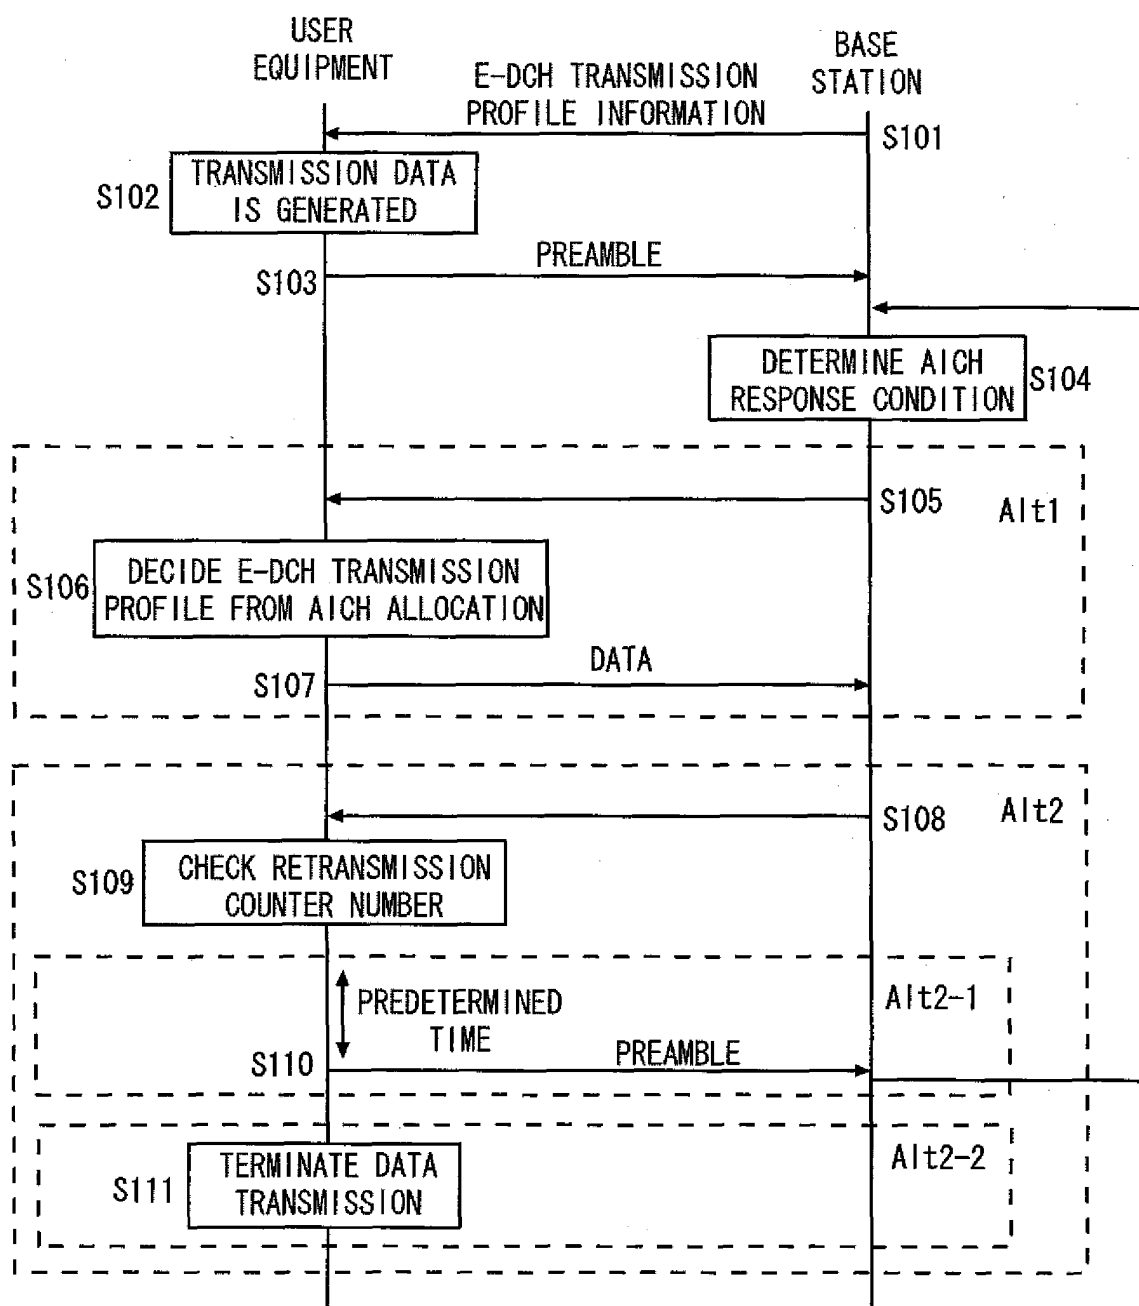 USER
EQUIPMENT
BASE
STATION
E-DCH TRANSMISSION
PROFILE INFORMATION
S101
S102
TRANSMISSION DATA
IS GENERATED
S103
PREAMBLE
DETERMINE AICH
RESPONSE CONDITION
S104
S105
Alt1
S106
DECIDE E-DCH TRANSMISSION
PROFILE FROM AICH ALLOCATION
S107
DATA
S108
Alt2
S109
CHECK RETRANSMISSION
COUNTER NUMBER
Alt2-1
PREDETERMINED
TIME
S110
PREAMBLE
Alt2-2
S111
TERMINATE DATA
TRANSMISSION